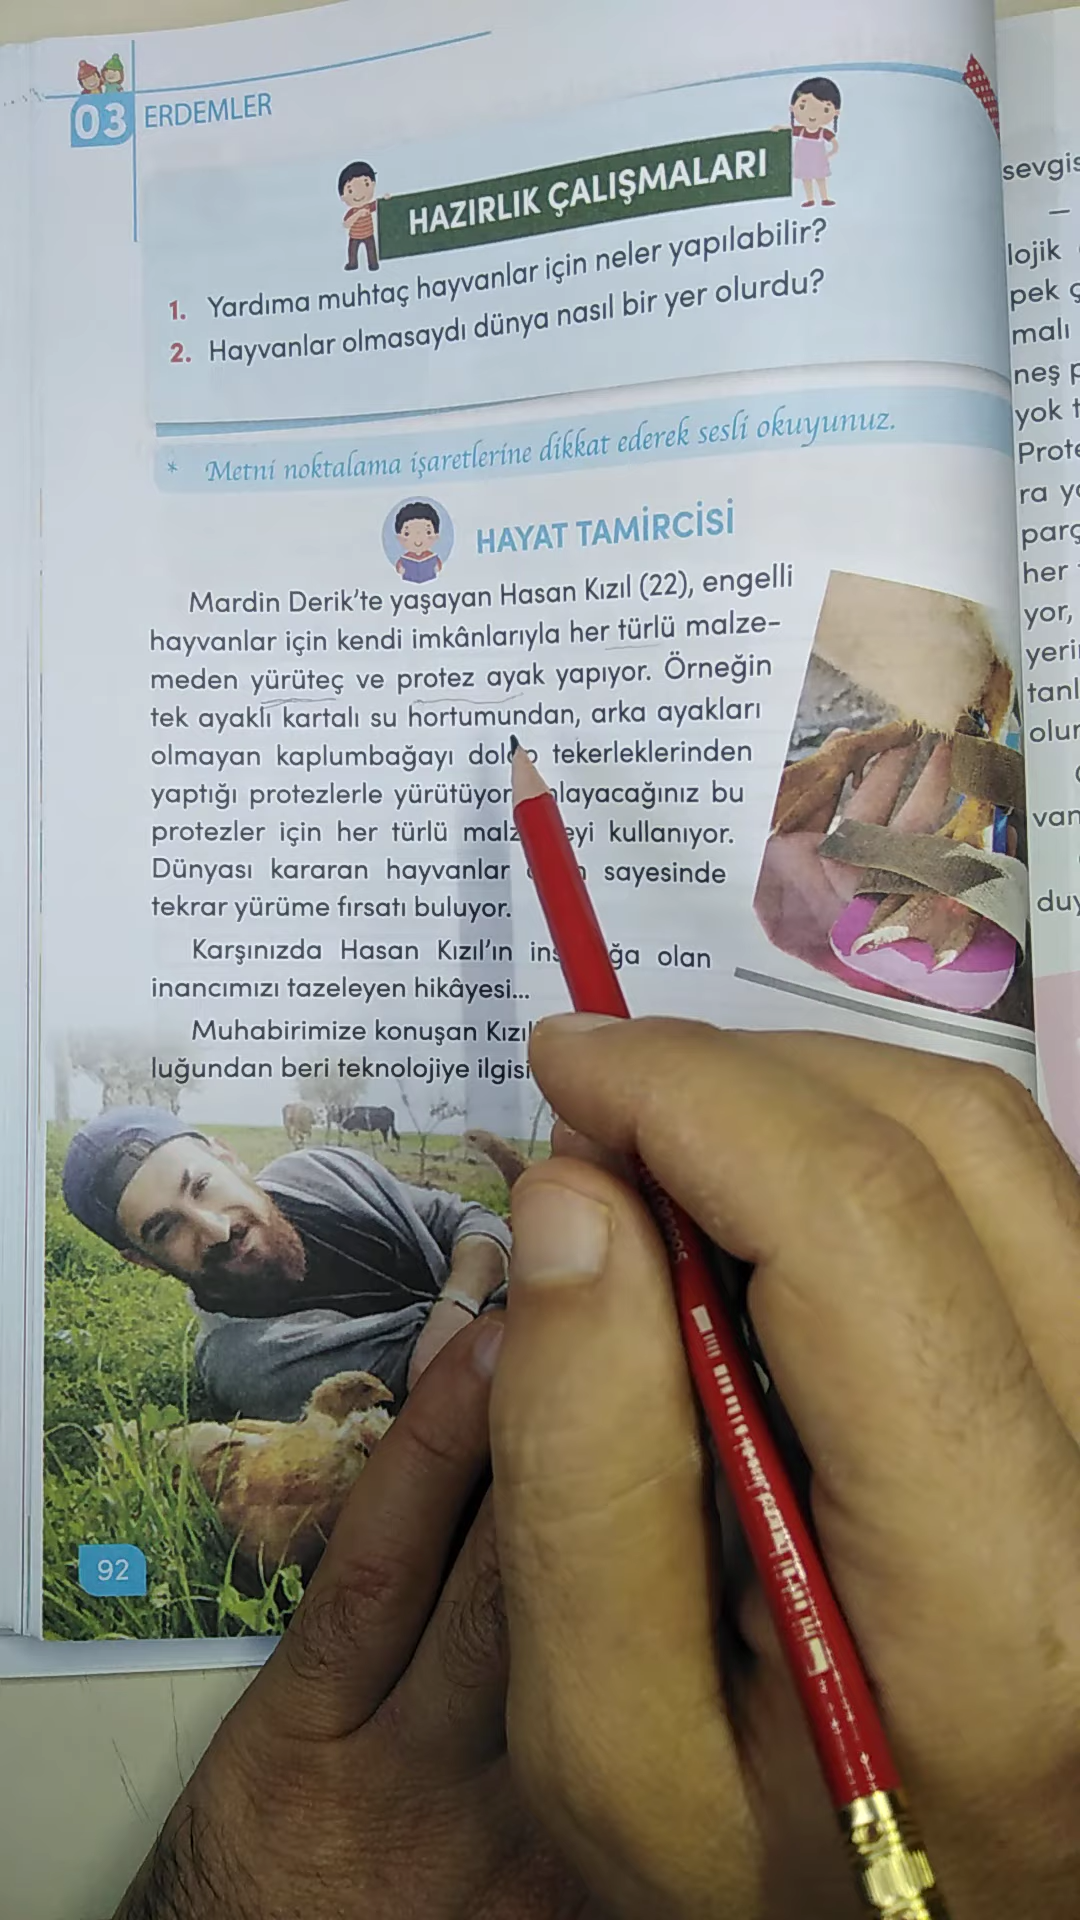 03 ERDEMLER
HAZIRLIK ÇALIŞMALARI
1. Yardıma muhtaç hayvanlar için neler yapılabilir?
2. Hayvanlar olmasaydı dünya nasıl bir yer olurdu?
* Metni noktalama işaretlerine dikkat ederek sesli okuyunuz.
HAYAT TAMİRCİSİ
Mardin Derik'te yaşayan Hasan Kızıl (22), engelli
hayvanlar için kendi imkânlarıyla her türlü malze-
meden yürüteç ve protez ayak yapıyor. Örneğin
tek ayaklı kartalı su hortumundan, arka ayakları
olmayan kaplumbağayı tekerleklerinden
yaptığı protezlerle yürütüyor bu
protezler için her türlü kullanıyor.
Dünyası kararan hayvanlar sayesinde
tekrar yürüme fırsatı buluyor.
Karşınızda Hasan Kızıl'ın olan
inancımızı tazeleyen hikâyesi...
Muhabirimize konuşan
luğundan beri teknolojiye
92
sevgis
—
lojik
pek
malı
neş
yok
Prote
ra
parç
her
yor,
yeri
tanl
olur
van
duy